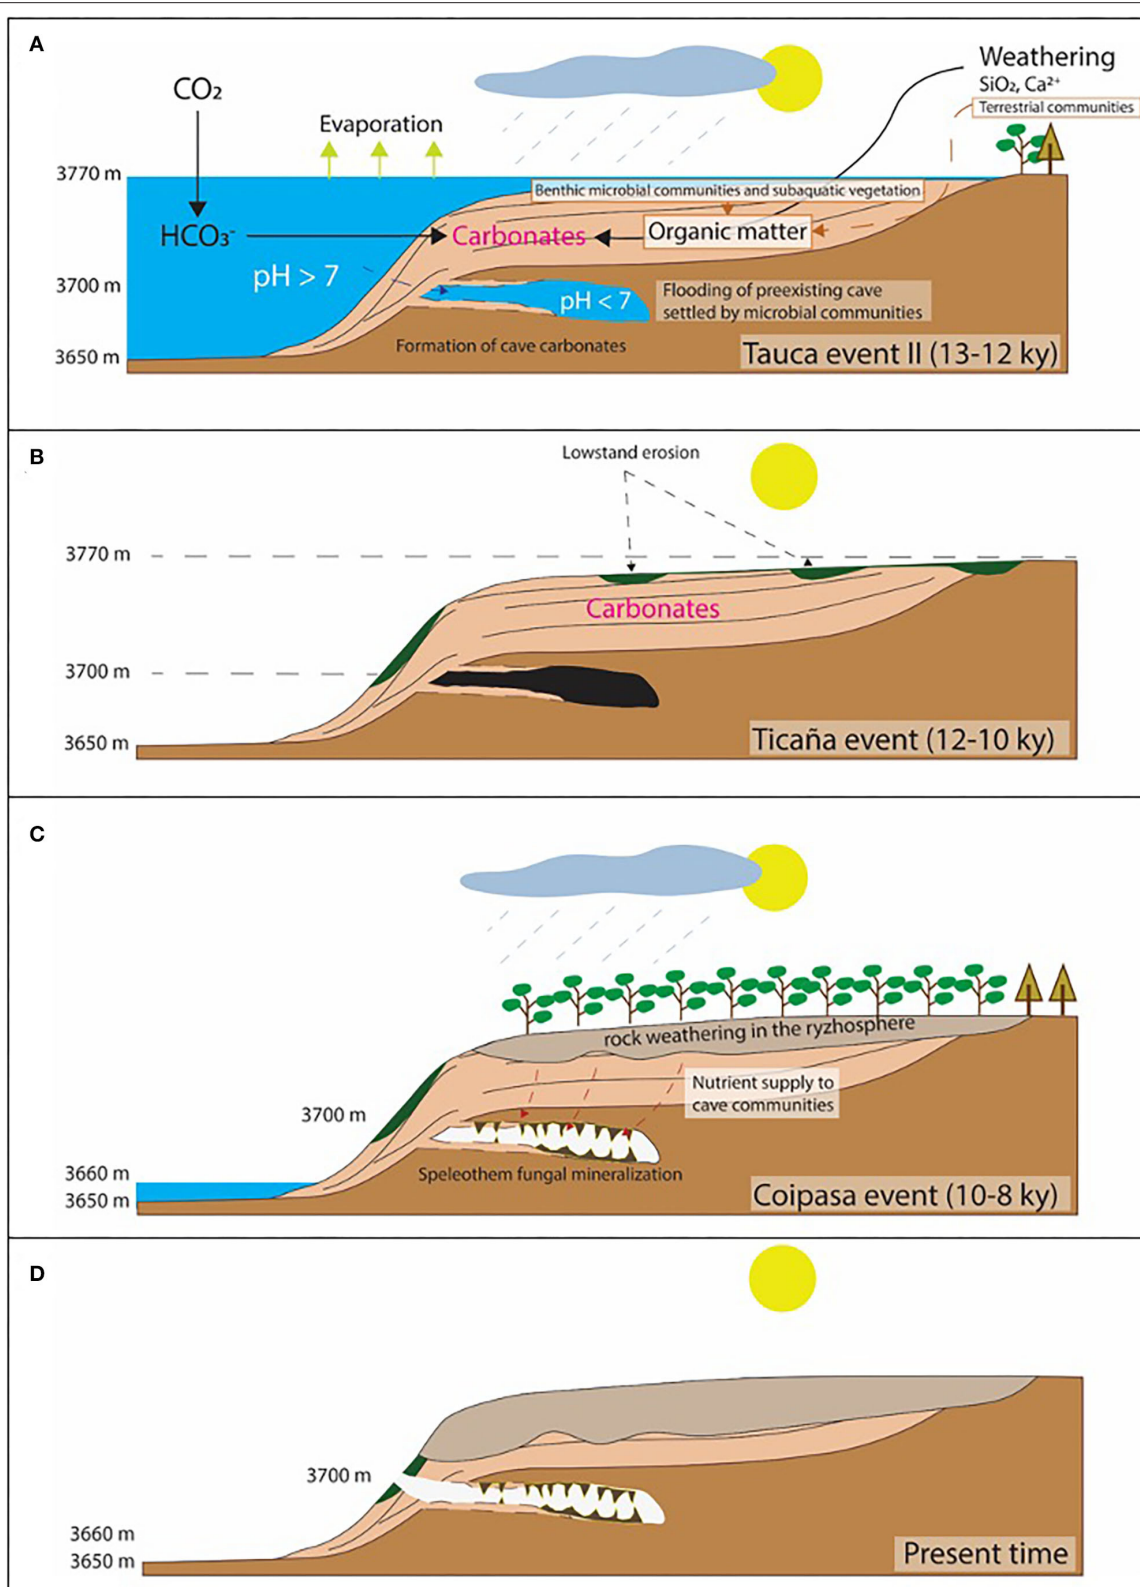 A
Weathering
SiO₂, Ca²⁺
CO₂
Terrestrial communities
Evaporation
3770 m
Benthic microbial communities and subaquatic vegetation
HCO₃⁻
Carbonates
Organic matter
pH > 7
3700 m
pH < 7
Flooding of preexisting cave
settled by microbial communities
Formation of cave carbonates
3650 m
Tauca event II (13-12 ky)
B
Lowstand erosion
3770 m
Carbonates
3700 m
3650 m
Ticaña event (12-10 ky)
C
rock weathering in the ryzhosphere
Nutrient supply to
cave communities
3700 m
3660 m
Speleothem fungal mineralization
3650 m
Coipasa event (10-8 ky)
D
3700 m
3660 m
3650 m
Present time